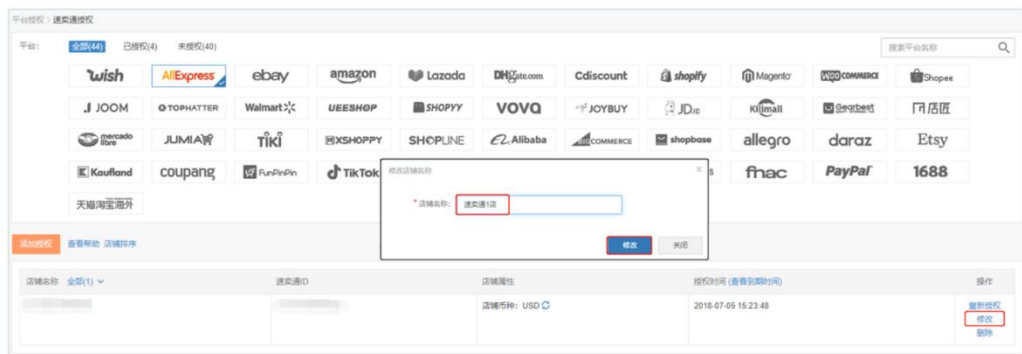 平台授权 〉速卖通授权
平台: 全部(44) 已授权(4) 未授权(40) 搜索平台名称
wish AliExpress ebay amazon Lazada DHgate.com Cdiscount shopify Magento WOO COMMERCE Shopee
JOOM TOPHATTER Walmart UEESHOP SHOPYY VOVA JOYBUY JD.ID Kilimall Gearbest 店匠
mercado libre JUMIA TIKI MXSHOPPY SHOPLINE Alibaba COMMERCE shopbase allegro daraz Etsy
Kaufland coupang FunPinPin TikTok s fnac PayPal 1688
天猫淘宝海外
修改店铺名称 ×
* 店铺名称: 速卖通1店
修改 关闭
添加授权 查看帮助 店铺排序
店铺名称 全部(1) 速卖通ID 店铺属性 授权时间 (查看到期时间) 操作
店铺币种: USD 2018-07-05 15:23:48 重新授权
修改
删除